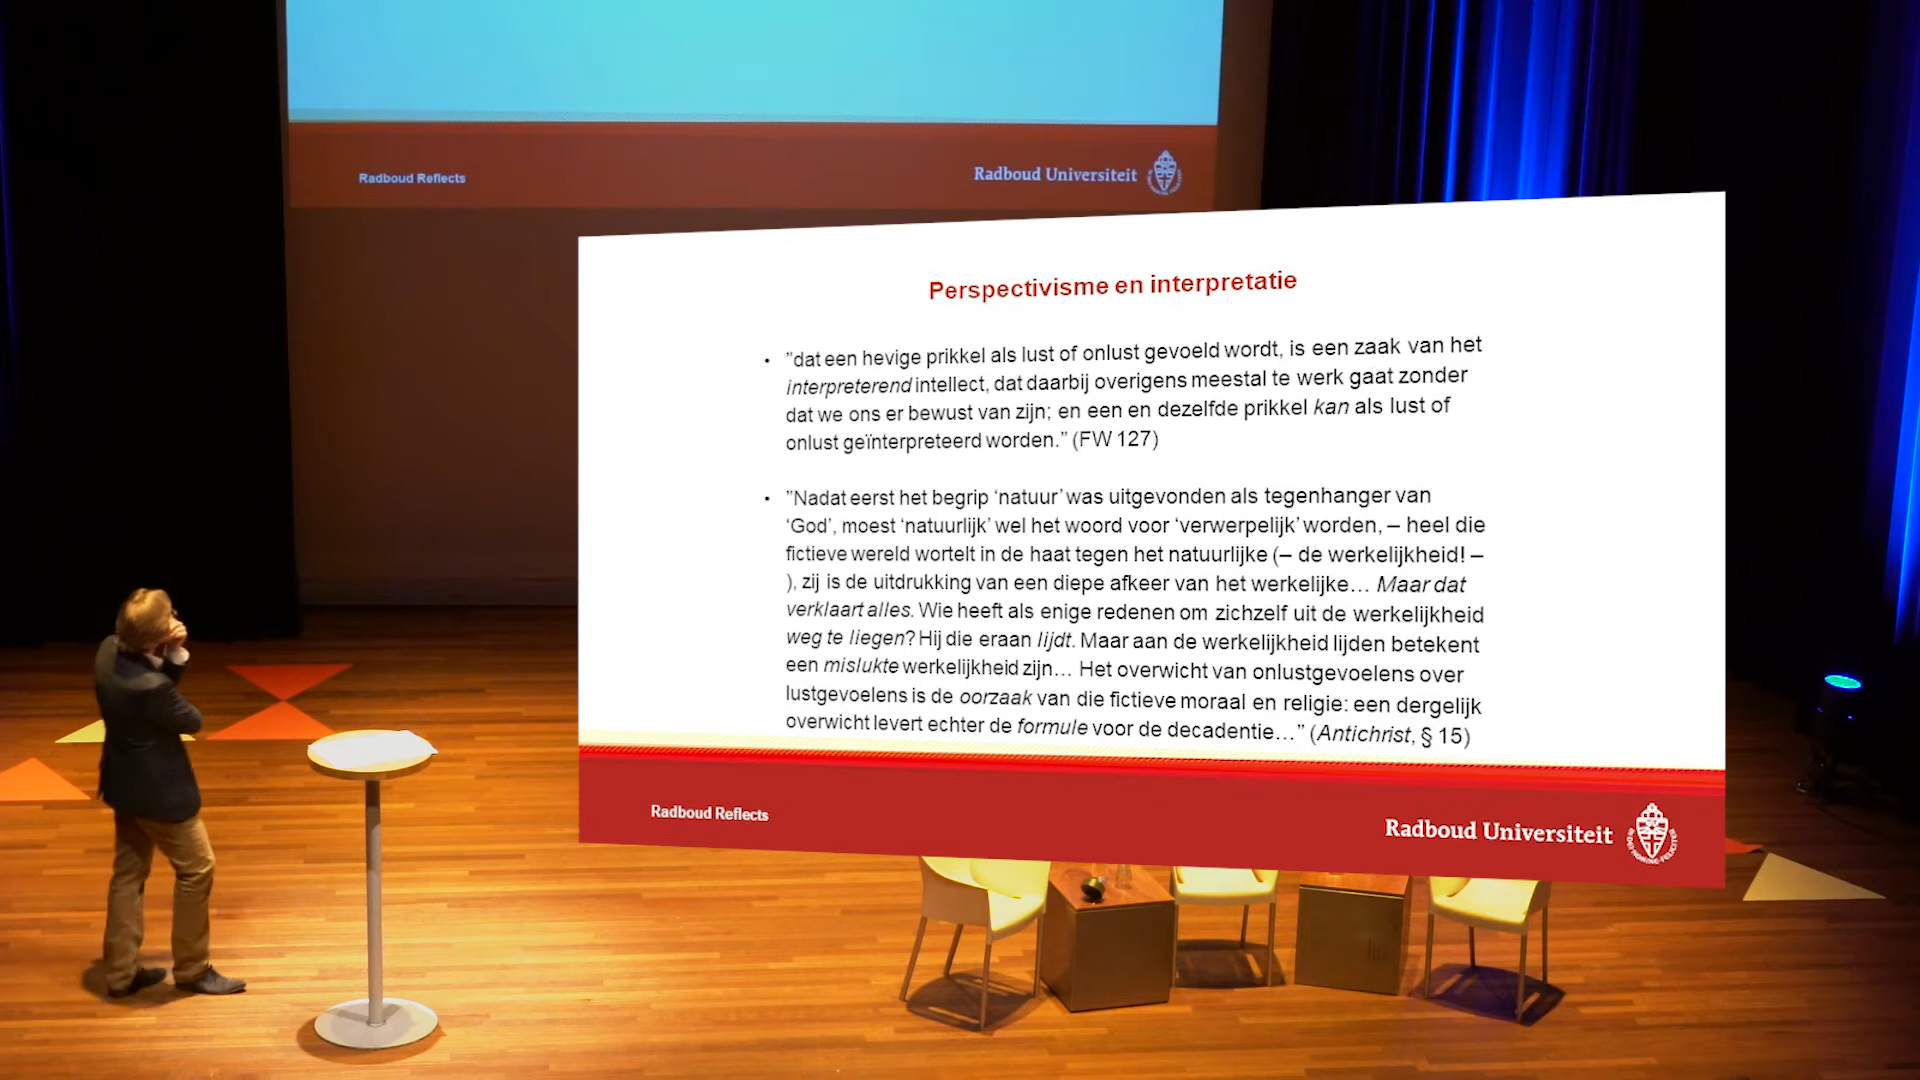 Radboud Reflects
Radboud Universiteit
Perspectivisme en interpretatie
• ”dat een hevige prikkel als lust of onlust gevoeld wordt, is een zaak van het
interpreterend intellect, dat daarbij overigens meestal te werk gaat zonder
dat we ons er bewust van zijn; en een en dezelfde prikkel kan als lust of
onlust geïnterpreteerd worden.” (FW 127)
• ”Nadat eerst het begrip ‘natuur’ was uitgevonden als tegenhanger van
‘God’, moest ‘natuurlijk’ wel het woord voor ‘verwerpelijk’ worden, – heel die
fictieve wereld wortelt in de haat tegen het natuurlijke (– de werkelijkheid! –
), zij is de uitdrukking van een diepe afkeer van het werkelijke… Maar dat
verklaart alles. Wie heeft als enige redenen om zichzelf uit de werkelijkheid
weg te liegen? Hij die eraan lijdt. Maar aan de werkelijkheid lijden betekent
een mislukte werkelijkheid zijn… Het overwicht van onlustgevoelens over
lustgevoelens is de oorzaak van die fictieve moraal en religie: een dergelijk
overwicht levert echter de formule voor de decadentie…” (Antichrist, § 15)
Radboud Reflects
Radboud Universiteit